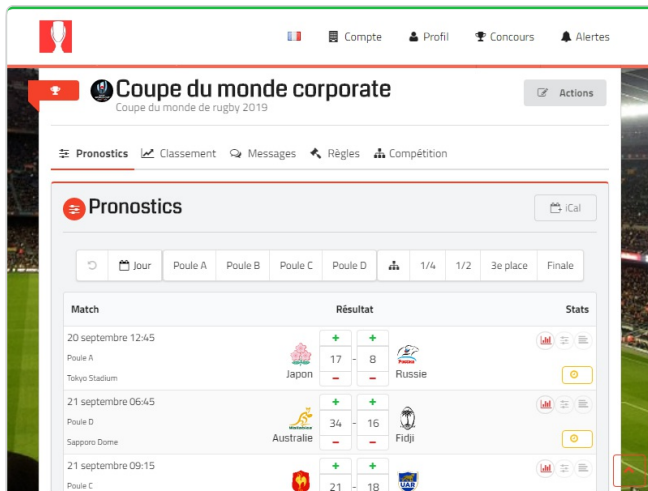 Compte Profil Concours Alertes
Coupe du monde corporate
Coupe du monde de rugby 2019
Actions
Pronostics Classement Messages Règles Compétition
Pronostics
iCal
Jour Poule A Poule B Poule C Poule D 1/4 1/2 3e place Finale
Match Résultat Stats
20 septembre 12:45
+ +
Poule A
17 - 8
Tokyo Stadium
Japon Russie
− −
21 septembre 06:45
+ +
Poule D
34 - 16
Sapporo Dome
Australie Fidji
− −
21 septembre 09:15
+ +
Poule C
21 - 18
UAR